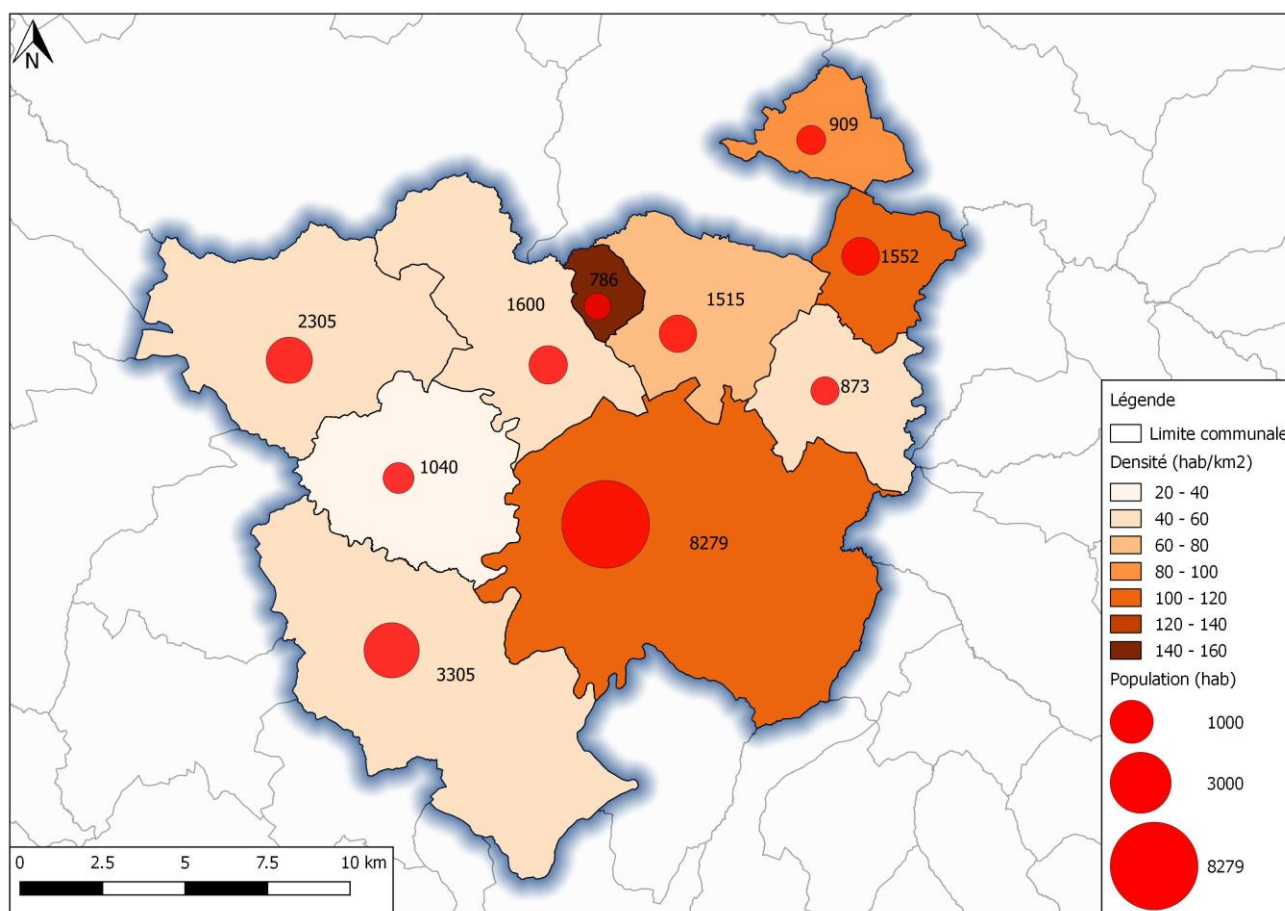 N
909
1552
786
1515
1600
2305
873
1040
8279
3305
Légende
Limite communale
Densité (hab/km2)
20 - 40
40 - 60
60 - 80
80 - 100
100 - 120
120 - 140
140 - 160
Population (hab)
1000
3000
8279
0 2.5 5 7.5 10 km